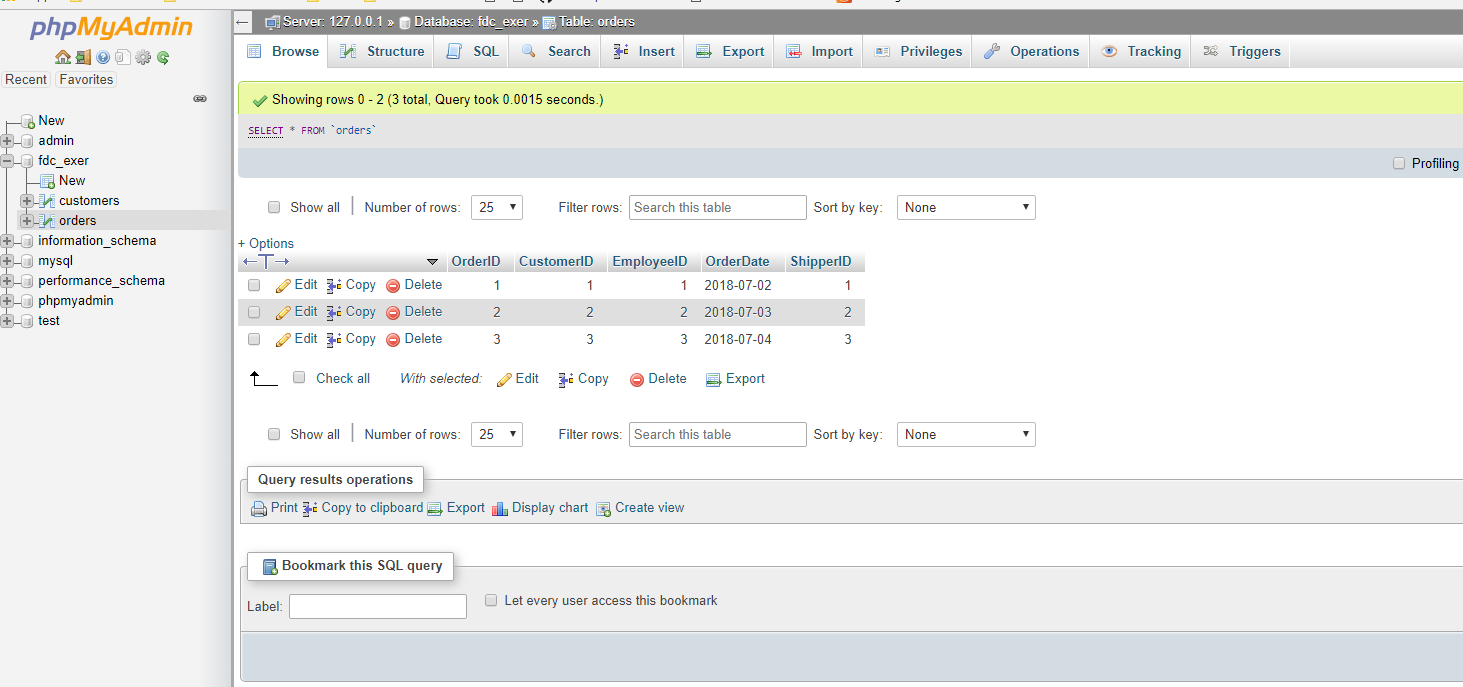 phpMyAdmin
Recent Favorites
New
admin
fdc_exer
New
customers
orders
information_schema
mysql
performance_schema
phpmyadmin
test
Server: 127.0.0.1 » Database: fdc_exer » Table: orders
Browse Structure SQL Search Insert Export Import Privileges Operations Tracking Triggers
Showing rows 0 - 2 (3 total, Query took 0.0015 seconds.)
SELECT * FROM `orders`
Profiling
Show all Number of rows: 25 Filter rows: Search this table Sort by key: None
+ Options
OrderID CustomerID EmployeeID OrderDate ShipperID
Edit Copy Delete 1 1 1 2018-07-02 1
Edit Copy Delete 2 2 2 2018-07-03 2
Edit Copy Delete 3 3 3 2018-07-04 3
Check all With selected: Edit Copy Delete Export
Show all Number of rows: 25 Filter rows: Search this table Sort by key: None
Query results operations
Print Copy to clipboard Export Display chart Create view
Bookmark this SQL query
Label: Let every user access this bookmark